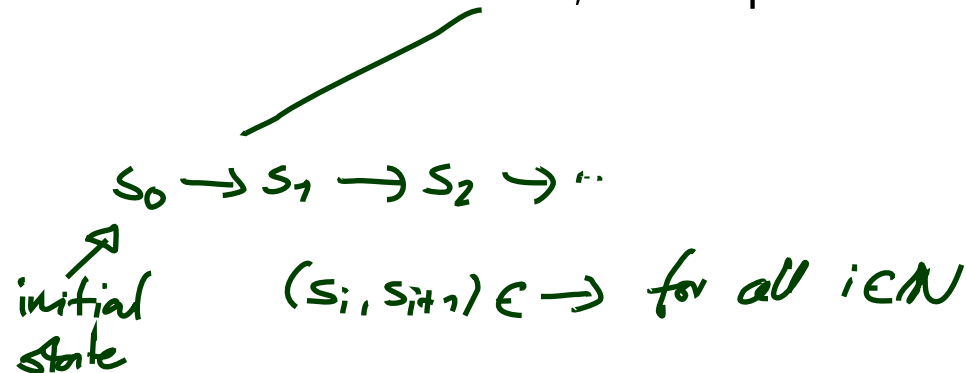 s₀ → s₁ → s₂ → ...
initial (sᵢ, sᵢ₊₁) ∈ → for all i ∈ ℕ
state